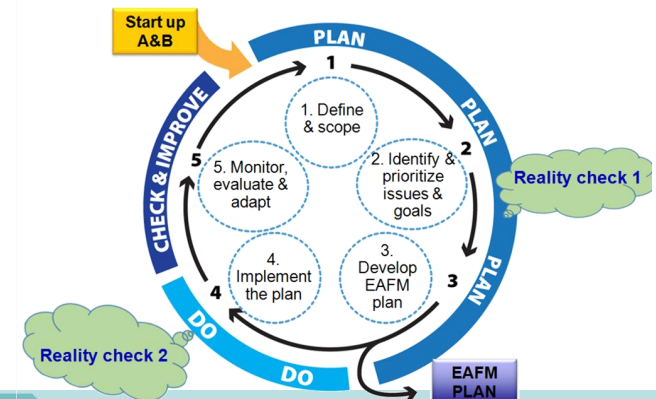 Start up
A&B
PLAN
1
1. Define
& scope
PLAN
2
2. Identify &
prioritize
issues &
goals
Reality check 1
PLAN
3
3.
Develop
EAFM
plan
EAFM
PLAN
DO
DO
4
4.
Implement
the plan
Reality check 2
CHECK & IMPROVE
5
5. Monitor,
evaluate &
adapt